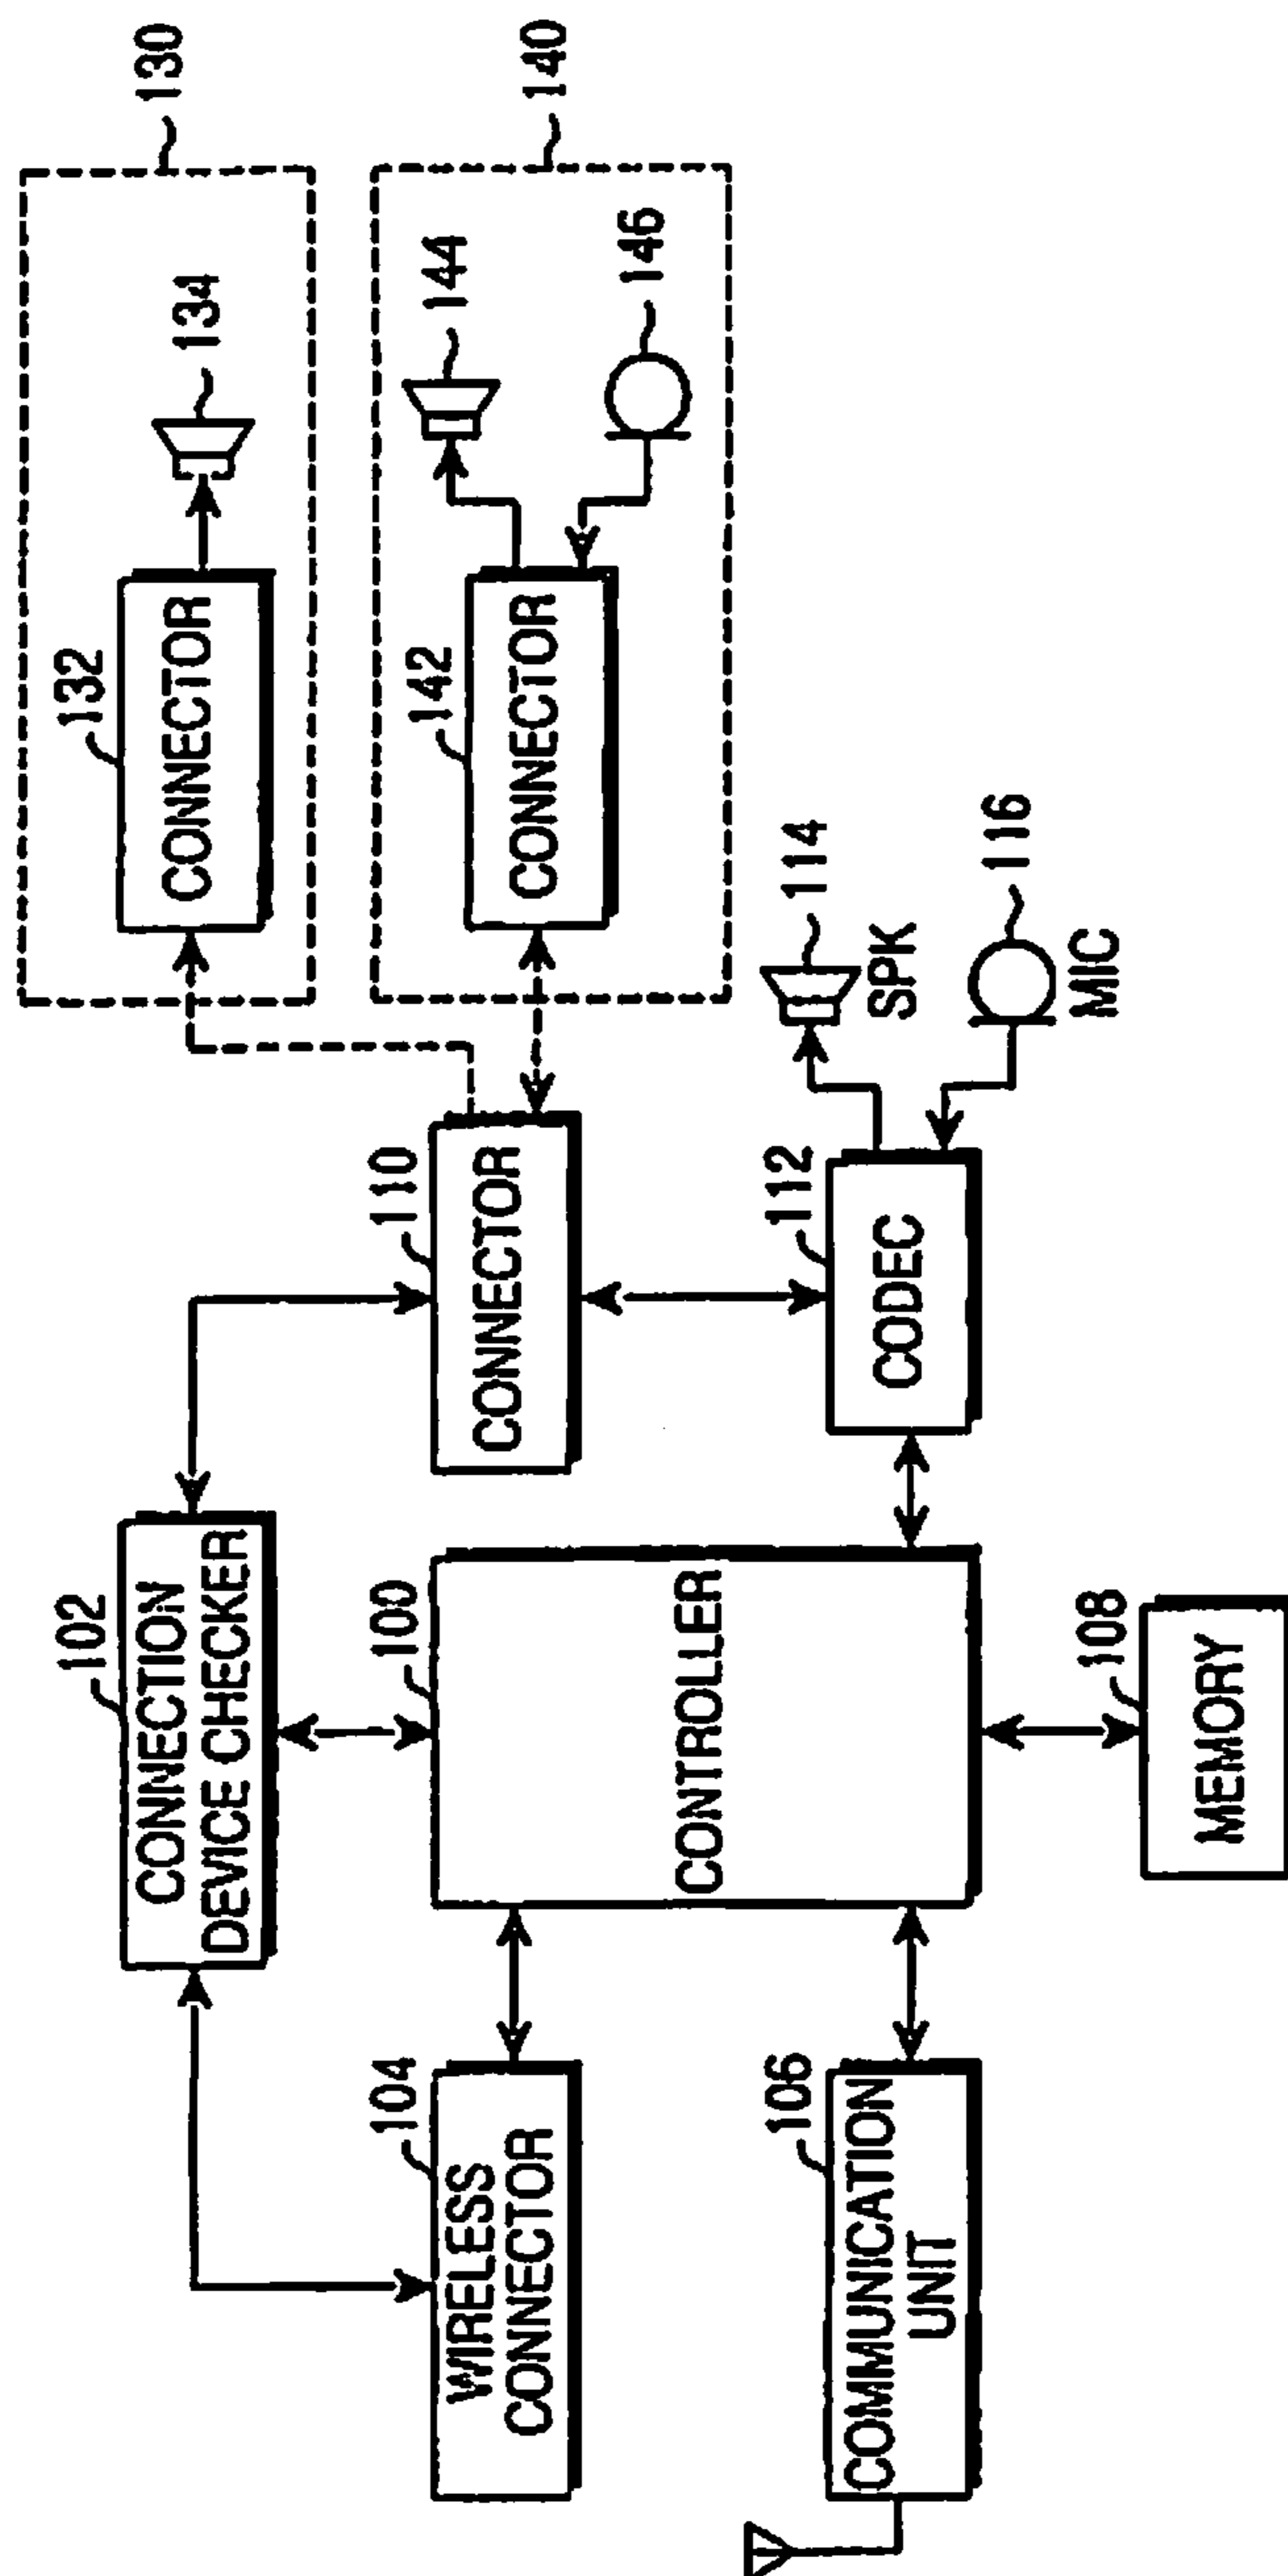 130
134
132
CONNECTOR
140
144
146
142
CONNECTOR
102
CONNECTION
DEVICE CHECKER
110
CONNECTOR
104
WIRELESS
CONNECTOR
100
CONTROLLER
112
CODEC
114
SPK
116
MIC
106
COMMUNICATION
UNIT
108
MEMORY